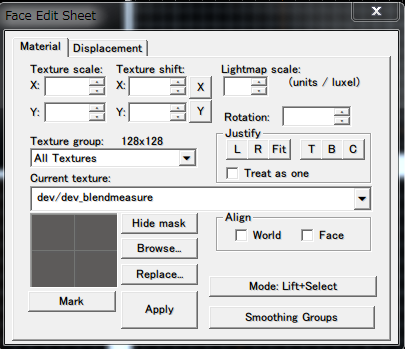 Face Edit Sheet
X
Material
Displacement
Texture scale:
Texture shift:
Lightmap scale:
X:
X:
X
(units / luxel)
Y:
Y:
Y
Rotation:
Texture group:
128x128
Justify
All Textures
L
R
Fit
T
B
C
Treat as one
Current texture:
dev/dev_blendmeasure
Hide mask
Align
World
Face
Browse...
Replace...
Mode: Lift+Select
Mark
Apply
Smoothing Groups